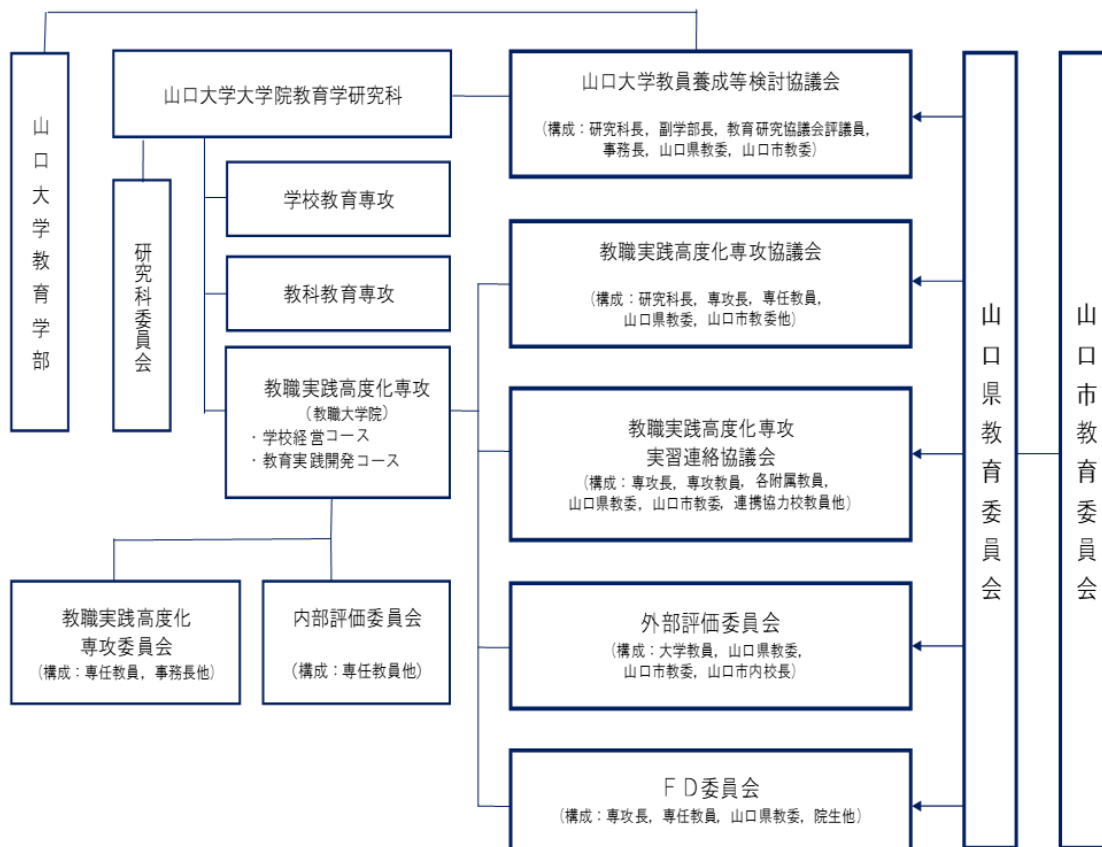 山口大学教育学部
山口大学大学院教育学研究科
研究科委員会
学校教育専攻
教科教育専攻
教職実践高度化専攻
(教職大学院)
・学校経営コース
・教育実践開発コース
教職実践高度化
専攻委員会
(構成：専任教員，事務長他)
内部評価委員会
(構成：専任教員他)
山口大学教員養成等検討協議会
(構成：研究科長，副学部長，教育研究協議会評議員，
事務長，山口県教委，山口市教委)
教職実践高度化専攻協議会
(構成：研究科長，専攻長，専任教員，
山口県教委，山口市教委他)
教職実践高度化専攻
実習連絡協議会
(構成：専攻長，専攻教員，各附属教員，
山口県教委，山口市教委，連携協力校教員他)
外部評価委員会
(構成：大学教員，山口県教委，
山口市教委，山口市内校長)
ＦＤ委員会
(構成：専攻長，専任教員，山口県教委，院生他)
山口県教育委員会
山口市教育委員会